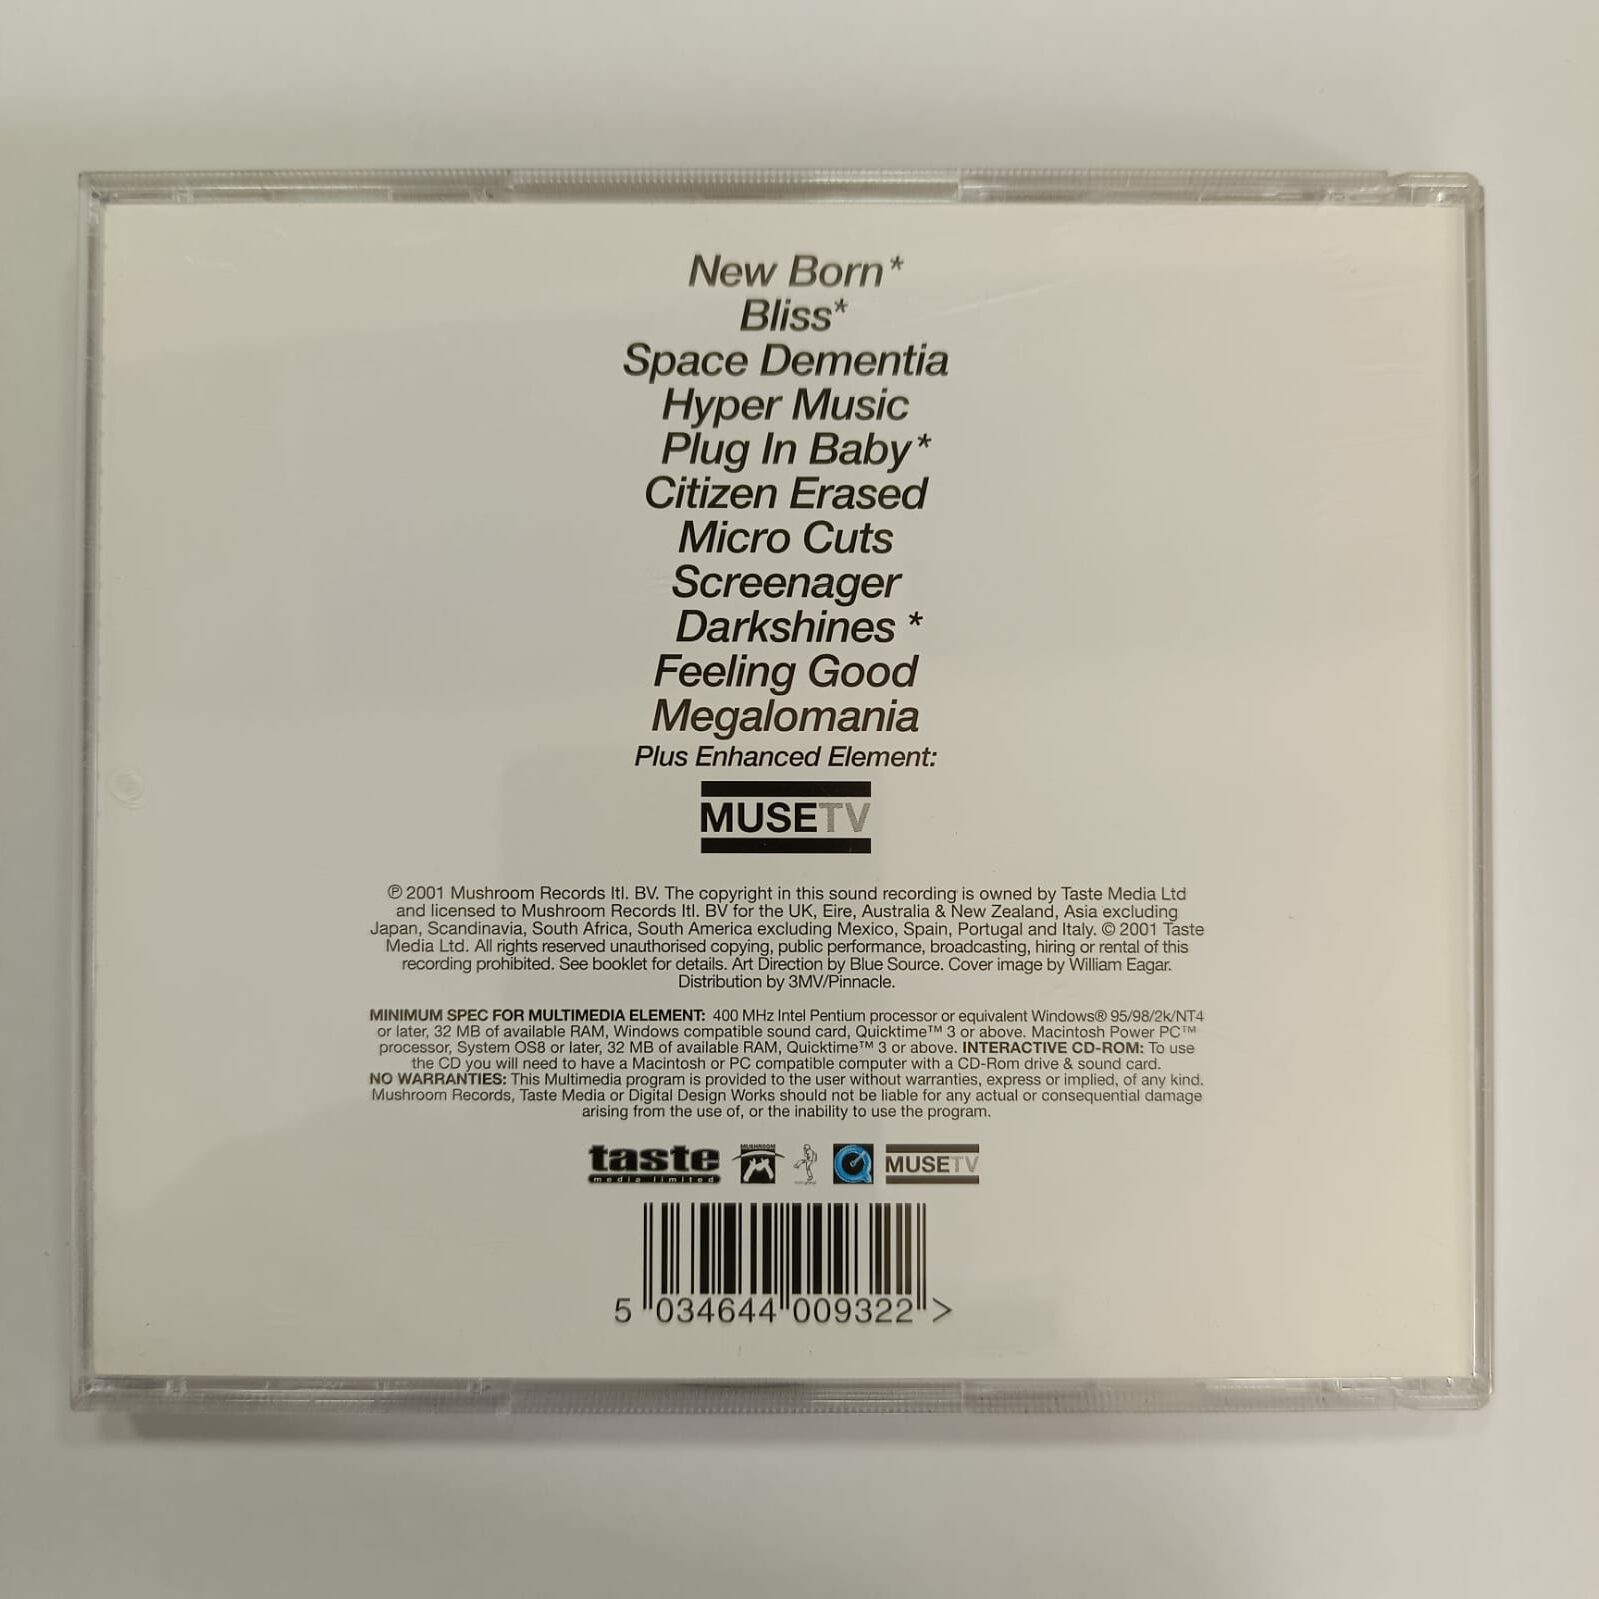 New Born*
Bliss*
Space Dementia
Hyper Music
Plug In Baby*
Citizen Erased
Micro Cuts
Screenager
Darkshines *
Feeling Good
Megalomania
Plus Enhanced Element:
MUSETV
℗ 2001 Mushroom Records Itl. BV. The copyright in this sound recording is owned by Taste Media Ltd
and licensed to Mushroom Records Itl. BV for the UK, Eire, Australia & New Zealand, Asia excluding
Japan, Scandinavia, South Africa, South America excluding Mexico, Spain, Portugal and Italy. © 2001 Taste
Media Ltd. All rights reserved unauthorised copying, public performance, broadcasting, hiring or rental of this
recording prohibited. See booklet for details. Art Direction by Blue Source. Cover image by William Eagar.
Distribution by 3MV/Pinnacle.
MINIMUM SPEC FOR MULTIMEDIA ELEMENT: 400 MHz Intel Pentium processor or equivalent Windows® 95/98/2k/NT4
or later, 32 MB of available RAM, Windows compatible sound card, Quicktime™ 3 or above. Macintosh Power PC™
processor, System OS8 or later, 32 MB of available RAM, Quicktime™ 3 or above. INTERACTIVE CD-ROM: To use
the CD you will need to have a Macintosh or PC compatible computer with a CD-Rom drive & sound card.
NO WARRANTIES: This Multimedia program is provided to the user without warranties, express or implied, of any kind.
Mushroom Records, Taste Media or Digital Design Works should not be liable for any actual or consequential damage
arising from the use of, or the inability to use the program.
taste
media limited
MUSHROOM
MUSETV
5 034644 009322 >